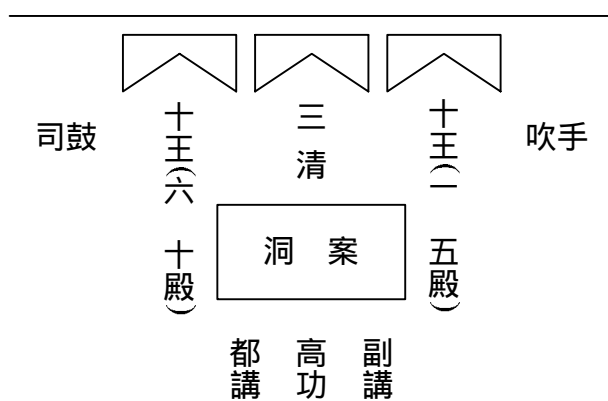 司鼓
十王(六 十殿)
三清
十王(一 五殿)
吹手
洞 案
都講
高功
副講